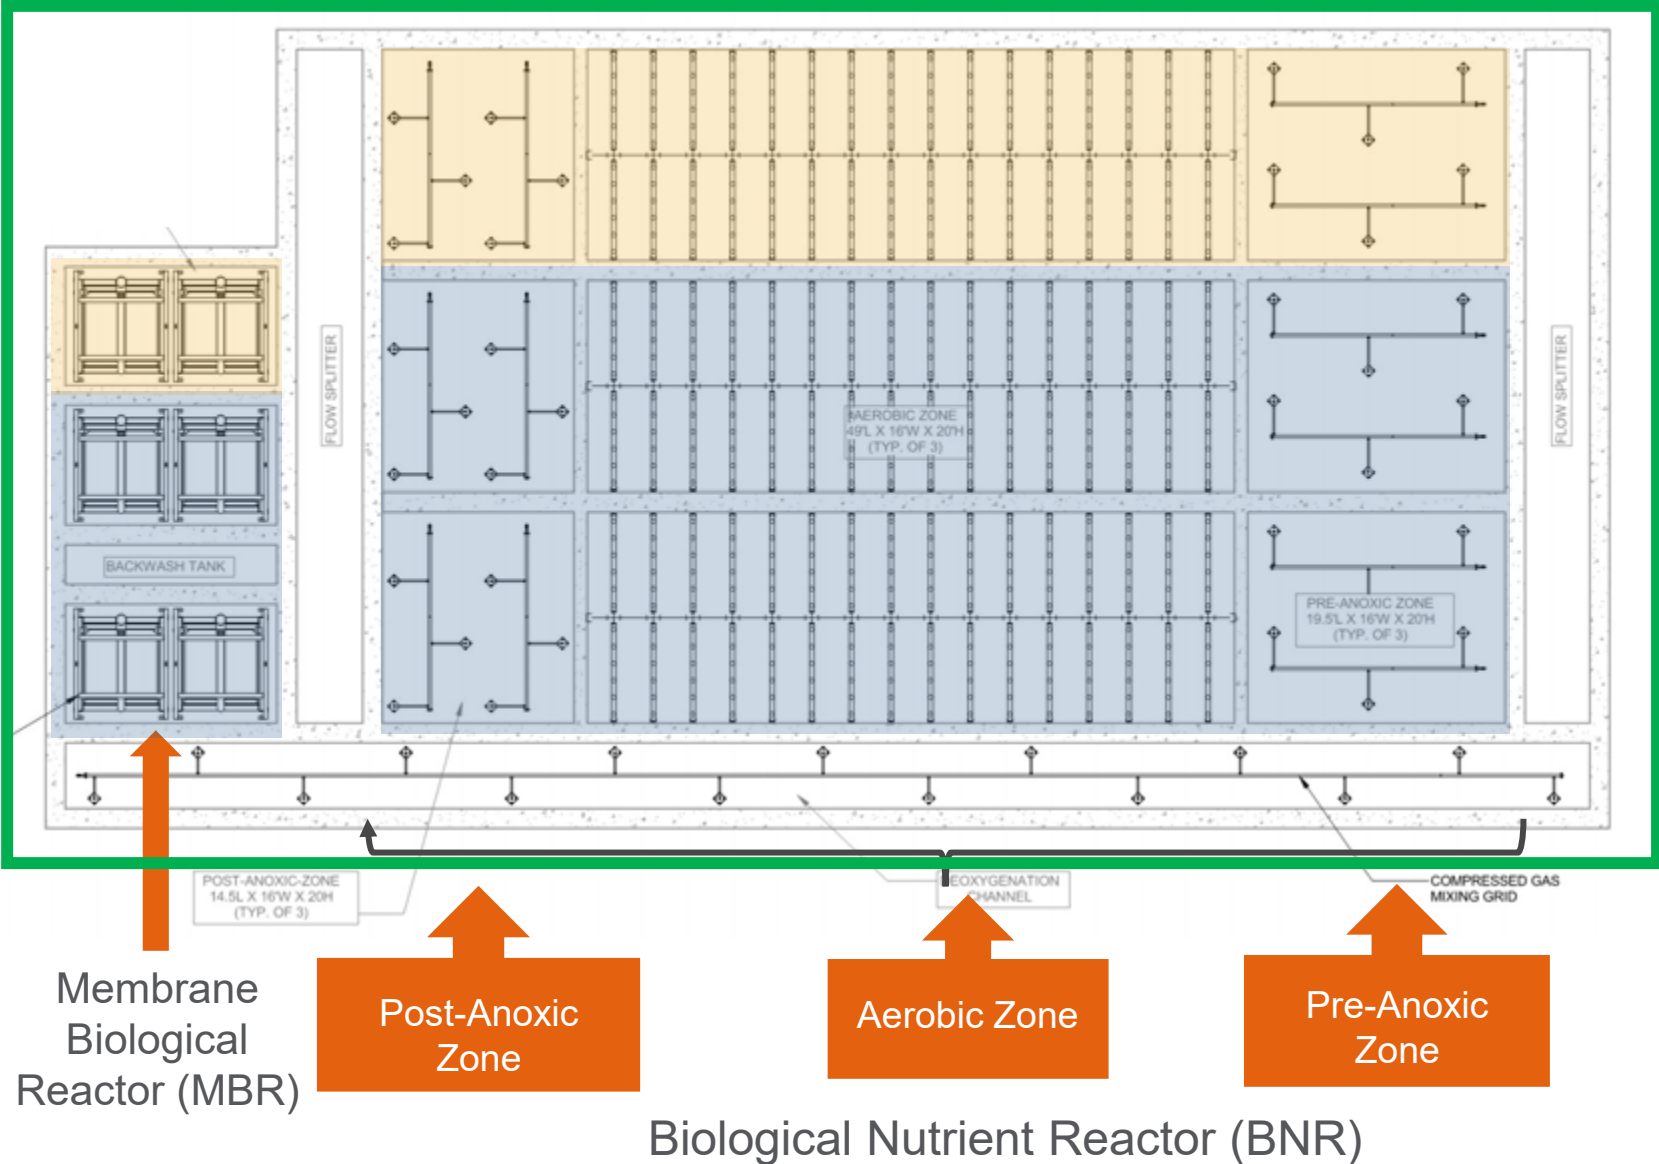 FLOW SPLITTER
FLOW SPLITTER
AEROBIC ZONE
49'L X 16'W X 20'H
(TYP. OF 3)
BACKWASH TANK
PRE-ANOXIC ZONE
19.5'L X 16'W X 20'H
(TYP. OF 3)
POST-ANOXIC-ZONE
14.5L X 16'W X 20H
(TYP. OF 3)
DEOXYGENATION
CHANNEL
COMPRESSED GAS
MIXING GRID
Membrane
Biological
Reactor (MBR)
Post-Anoxic
Zone
Aerobic Zone
Pre-Anoxic
Zone
Biological Nutrient Reactor (BNR)